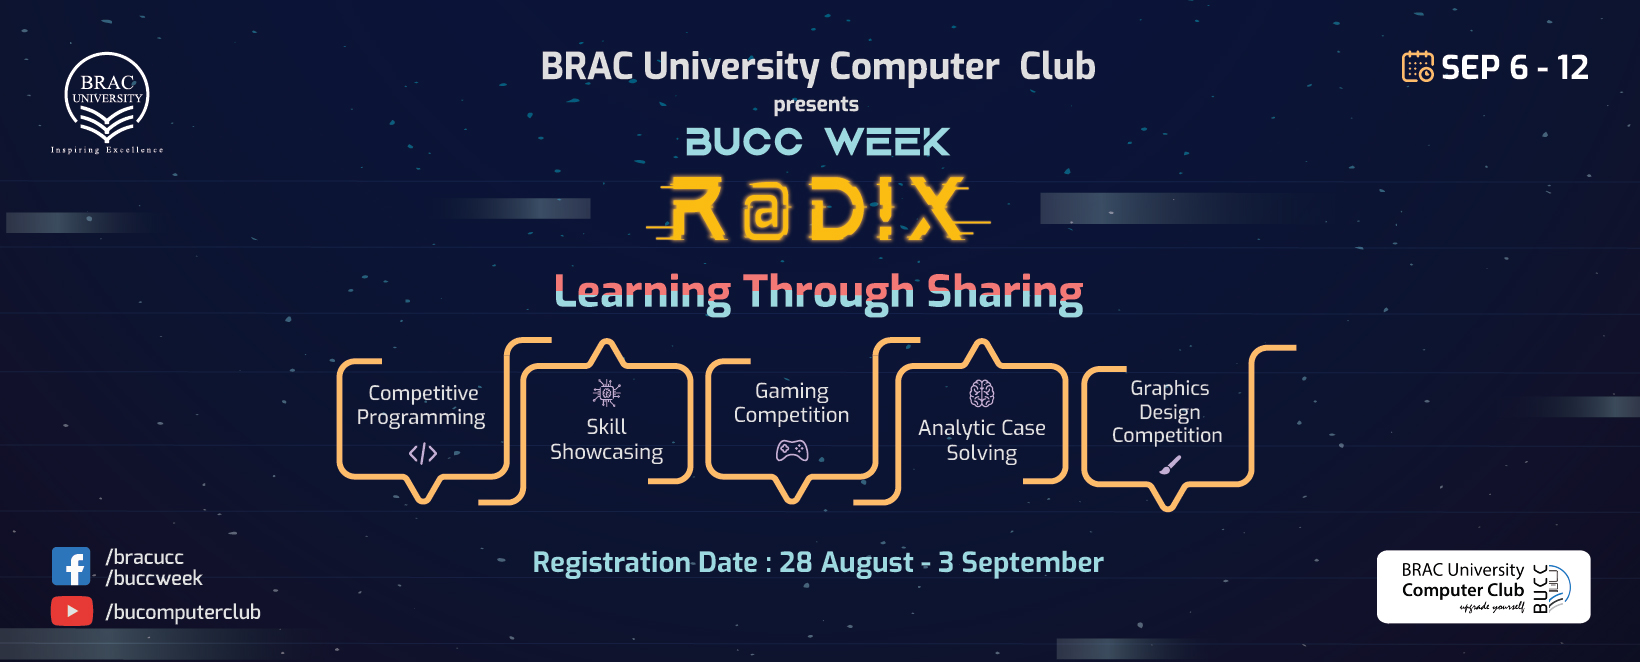 BRAC
UNIVERSITY
Inspiring Excellence
BRAC University Computer Club
presents
BUCC WEEK
R@D!X
Learning Through Sharing
SEP 6 - 12
Competitive
Programming
</>
Skill
Showcasing
Gaming
Competition
Analytic Case
Solving
Graphics
Design
Competition
Registration Date : 28 August - 3 September
/bracucc
/buccweek
/bucomputerclub
BRAC University
Computer Club
upgrade yourself
BUCC